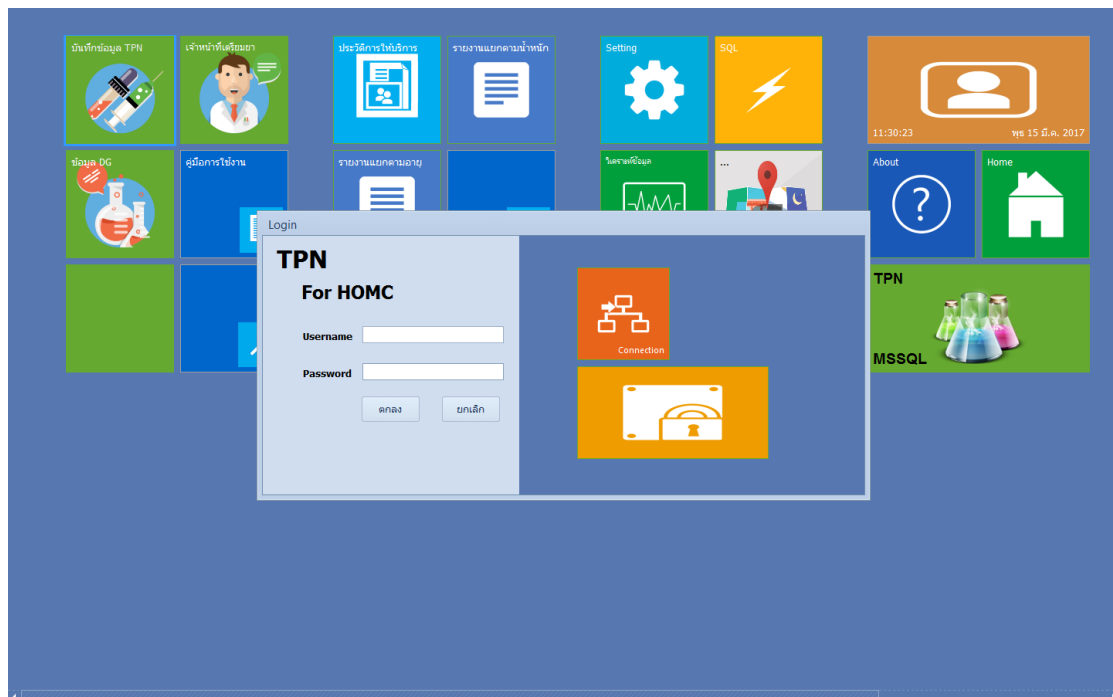 บันทึกข้อมูล TPN
เจ้าหน้าที่เตรียมยา
ประวัติการให้บริการ
รายงานแยกตามน้ำหนัก
Setting
SQL
11:30:23
พุธ 15 มี.ค. 2017
ข้อมูล DG
คู่มือการใช้งาน
รายงานแยกตามอายุ
วิเคราะห์ข้อมูล
...
About
Home
Login
TPN
For HOMC
Username
Password
ตกลง
ยกเลิก
Connection
TPN
MSSQL